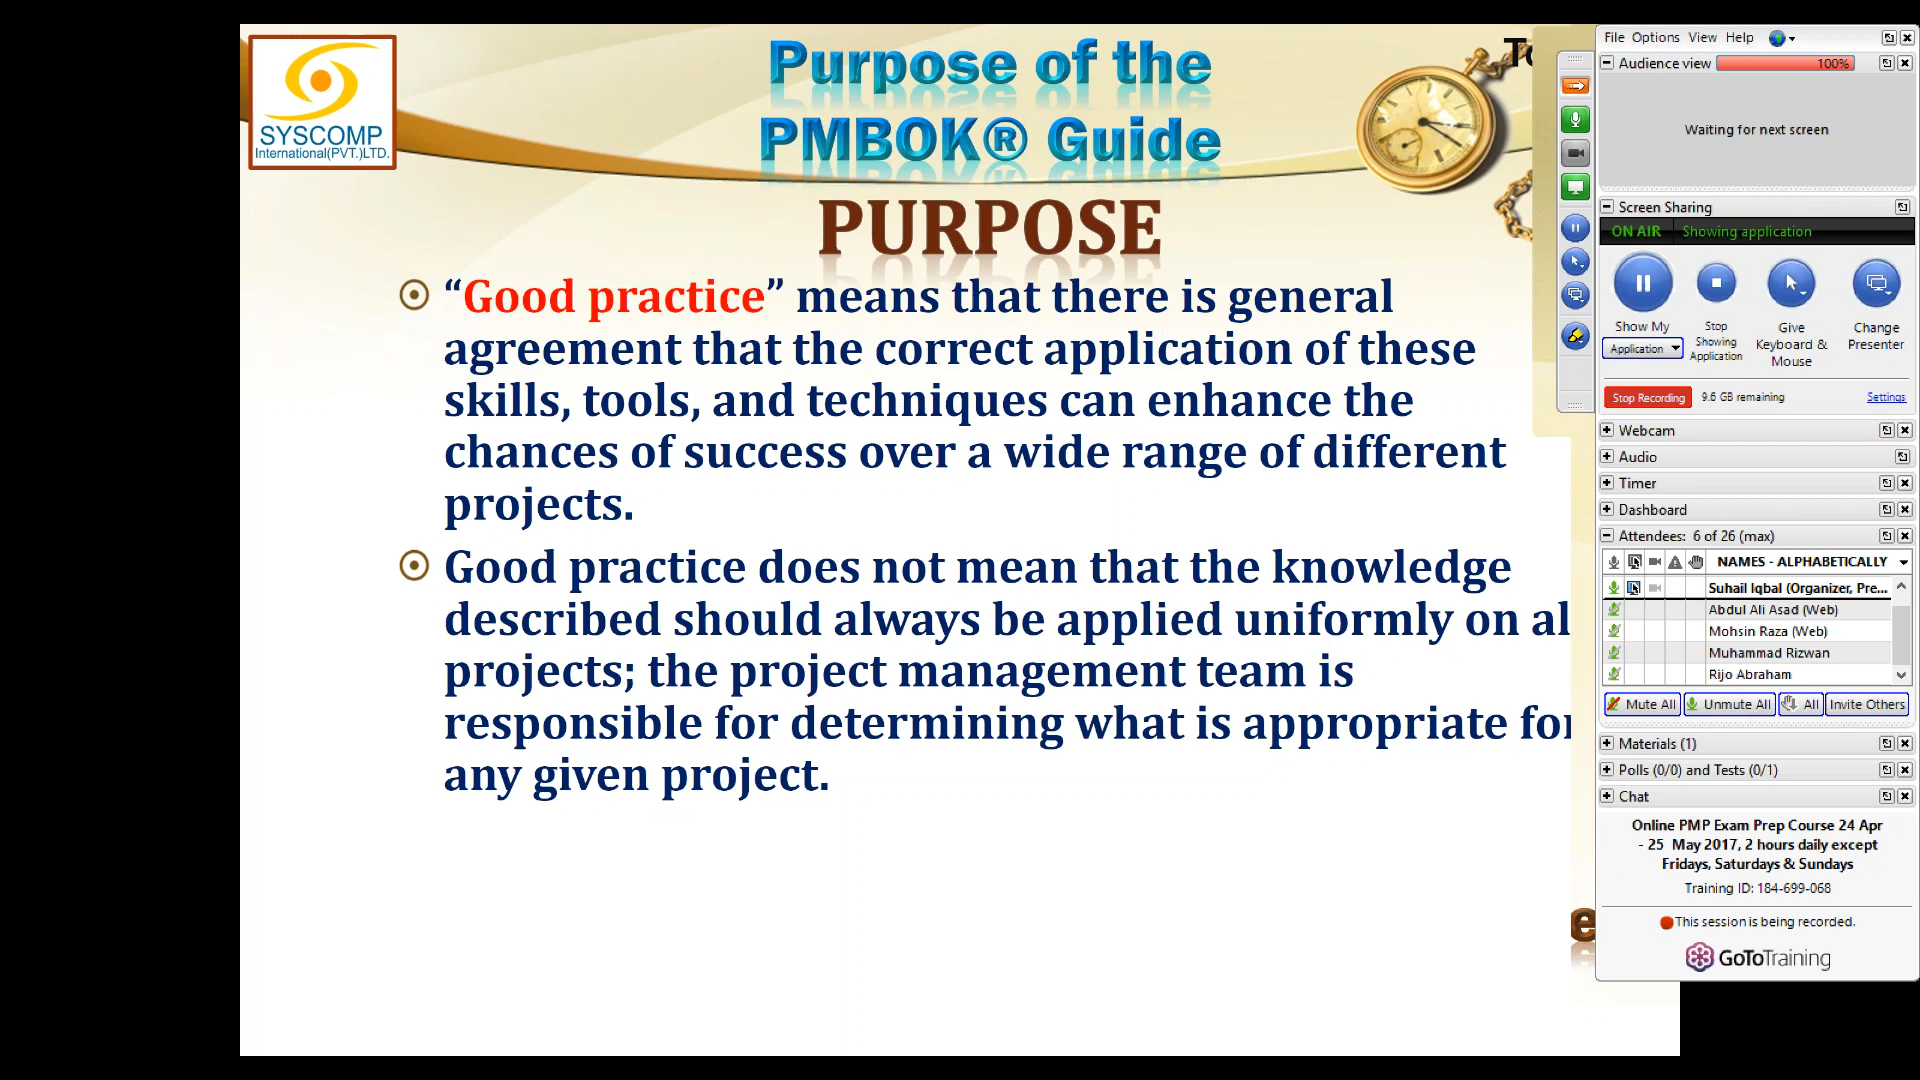 SYSCOMP
International(PVT.)LTD.
Purpose of the
PMBOK® Guide
PURPOSE
“Good practice” means that there is general
agreement that the correct application of these
skills, tools, and techniques can enhance the
chances of success over a wide range of different
projects.
Good practice does not mean that the knowledge
described should always be applied uniformly on al
projects; the project management team is
responsible for determining what is appropriate for
any given project.
File Options View Help
Audience view 100%
Waiting for next screen
Screen Sharing
ON AIR Showing application
Show My
Application
Stop
Showing
Application
Give
Keyboard &
Mouse
Change
Presenter
Stop Recording 9.6 GB remaining Settings
Webcam
Audio
Timer
Dashboard
Attendees: 6 of 26 (max)
NAMES - ALPHABETICALLY
Suhail Iqbal (Organizer, Pre...
Abdul Ali Asad (Web)
Mohsin Raza (Web)
Muhammad Rizwan
Rijo Abraham
Mute All Unmute All All Invite Others
Materials (1)
Polls (0/0) and Tests (0/1)
Chat
Online PMP Exam Prep Course 24 Apr
- 25 May 2017, 2 hours daily except
Fridays, Saturdays & Sundays
Training ID: 184-699-068
This session is being recorded.
GoToTraining